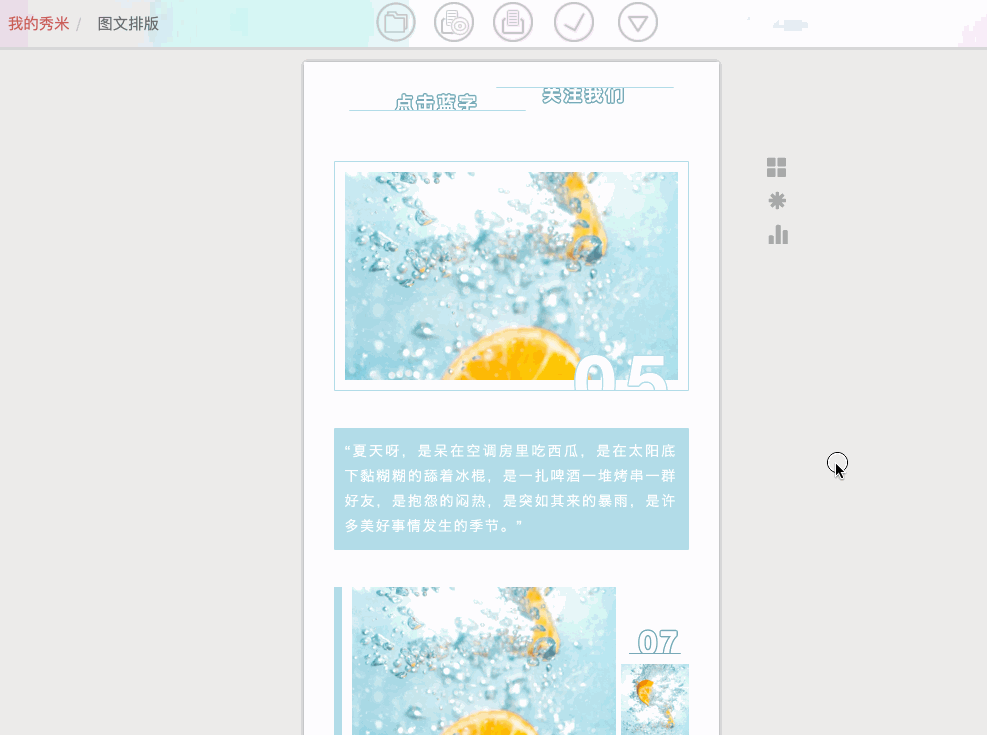 我的秀米 / 图文排版
点击蓝字
关注我们
05
“夏天呀，是呆在空调房里吃西瓜，是在太阳底
下黏糊糊的舔着冰棍，是一扎啤酒一堆烤串一群
好友，是抱怨的闷热，是突如其来的暴雨，是许
多美好事情发生的季节。”
07